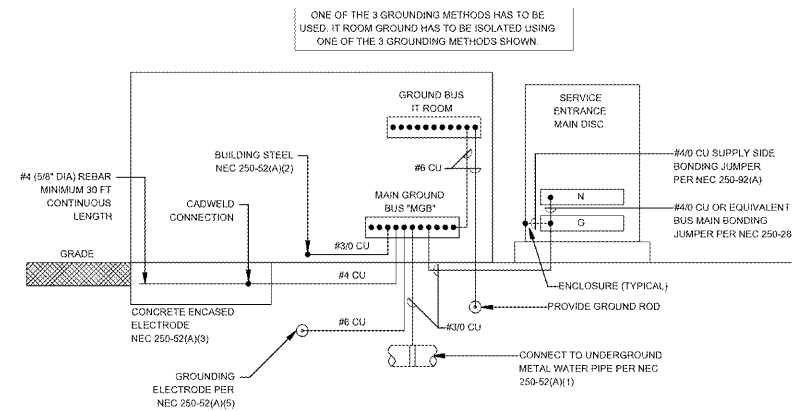 ONE OF THE 3 GROUNDING METHODS HAS TO BE
USED. IT ROOM GROUND HAS TO BE ISOLATED USING
ONE OF THE 3 GROUNDING METHODS SHOWN.
GROUND BUS
IT ROOM
SERVICE
ENTRANCE
MAIN DISC.
BUILDING STEEL
NEC 250-52(A)(2)
#6 CU
#4/0 CU SUPPLY SIDE
BONDING JUMPER
PER NEC 250-92(A)
#4 (5/8" DIA) REBAR
MINIMUM 30 FT
CONTINUOUS
LENGTH
CADWELD
CONNECTION
MAIN GROUND
BUS "MGB"
N
G
#4/0 CU OR EQUIVALENT
BUS MAIN BONDING
JUMPER PER NEC 250-28
GRADE
#3/0 CU
#4 CU
ENCLOSURE (TYPICAL)
PROVIDE GROUND ROD
CONCRETE ENCASED
ELECTRODE
NEC 250-52(A)(3)
#6 CU
#3/0 CU
GROUNDING
ELECTRODE PER
NEC 250-52(A)(5)
CONNECT TO UNDERGROUND
METAL WATER PIPE PER NEC
250-52(A)(1)